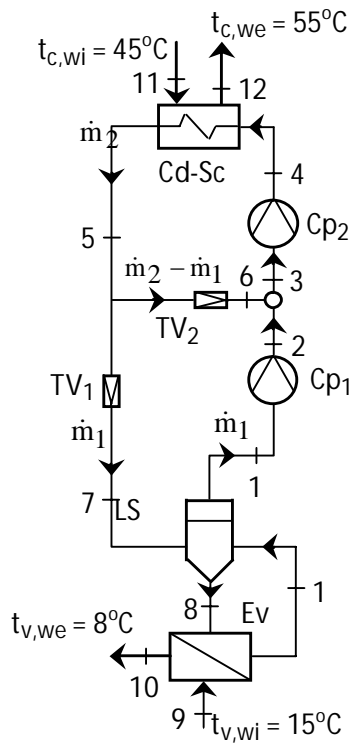 t_c,we = 55°C
t_c,wi = 45°C
11
12
ṁ₂
Cd-Sc
4
Cp₂
5
ṁ₂ − ṁ₁
6
3
TV₂
2
TV₁
Cp₁
ṁ₁
ṁ₁
1
7
LS
8
Ev
1
t_v,we = 8°C
10
9
t_v,wi = 15°C